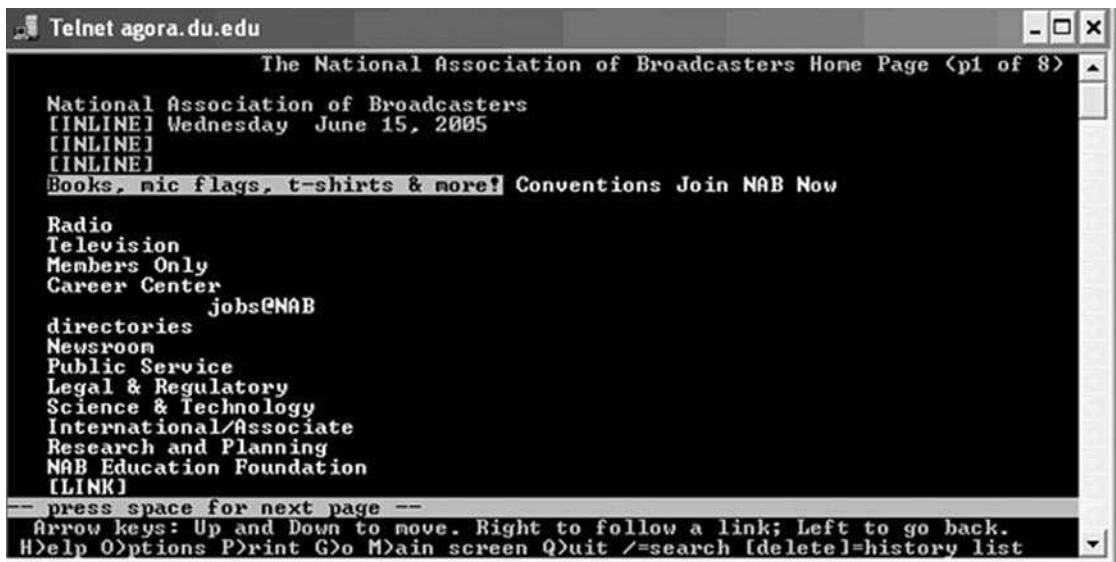 Telnet agora.du.edu
The National Association of Broadcasters Home Page (p1 of 8)
National Association of Broadcasters
[INLINE] Wednesday June 15, 2005
[INLINE]
[INLINE]
Books, mic flags, t-shirts & more! Conventions Join NAB Now
Radio
Television
Members Only
Career Center
jobs@NAB
directories
Newsroom
Public Service
Legal & Regulatory
Science & Technology
International/Associate
Research and Planning
NAB Education Foundation
[LINK]
-- press space for next page --
Arrow keys: Up and Down to move. Right to follow a link; Left to go back.
H)elp O)ptions P)rint G)o M)ain screen Q)uit /=search [delete]=history list